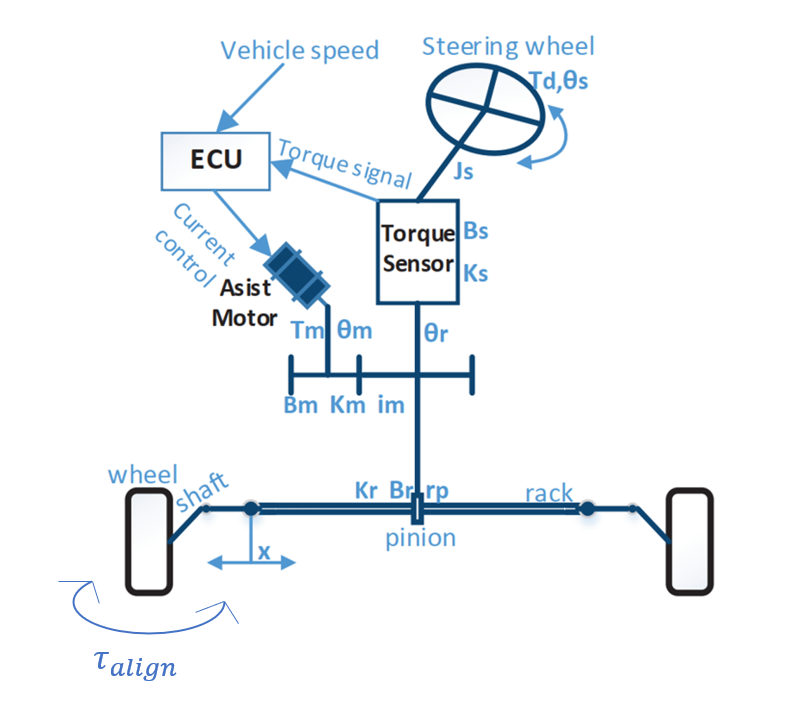 Vehicle speed
Steering wheel
Td,θs
ECU
Torque signal
Js
Current
control
Torque
Sensor
Bs
Ks
Asist
Motor
Tm θm
θr
Bm Km im
wheel
shaft
Kr Br rp
rack
pinion
x
τalign